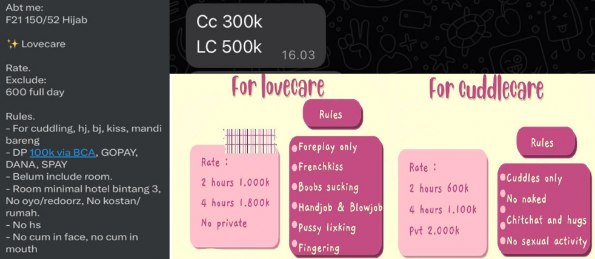 Abt me:
F21 150/52 Hijab
✨ Lovecare
Rate.
Exclude:
600 full day
Rules.
- For cuddling, hj, bj, kiss, mandi
bareng
- DP 100k via BCA, GOPAY,
DANA, SPAY
- Belum include room.
- Room minimal hotel bintang 3,
No oyo/redoorz, No kostan/
rumah.
- No hs
- No cum in face, no cum in
mouth
Cc 300k
LC 500k
16.03
For lovecare
Rules
Rate :
2 hours 1.000k
4 hours 1.800k
No private
Foreplay only
Frenchkiss
Boobs sucking
Handjob & Blowjob
Pussy lixking
Fingering
For cuddlecare
Rules
Rate :
2 hours 600k
4 hours 1,100k
Put 2.000k
Cuddles only
No naked
Chitchat and hugs
No sexual activity